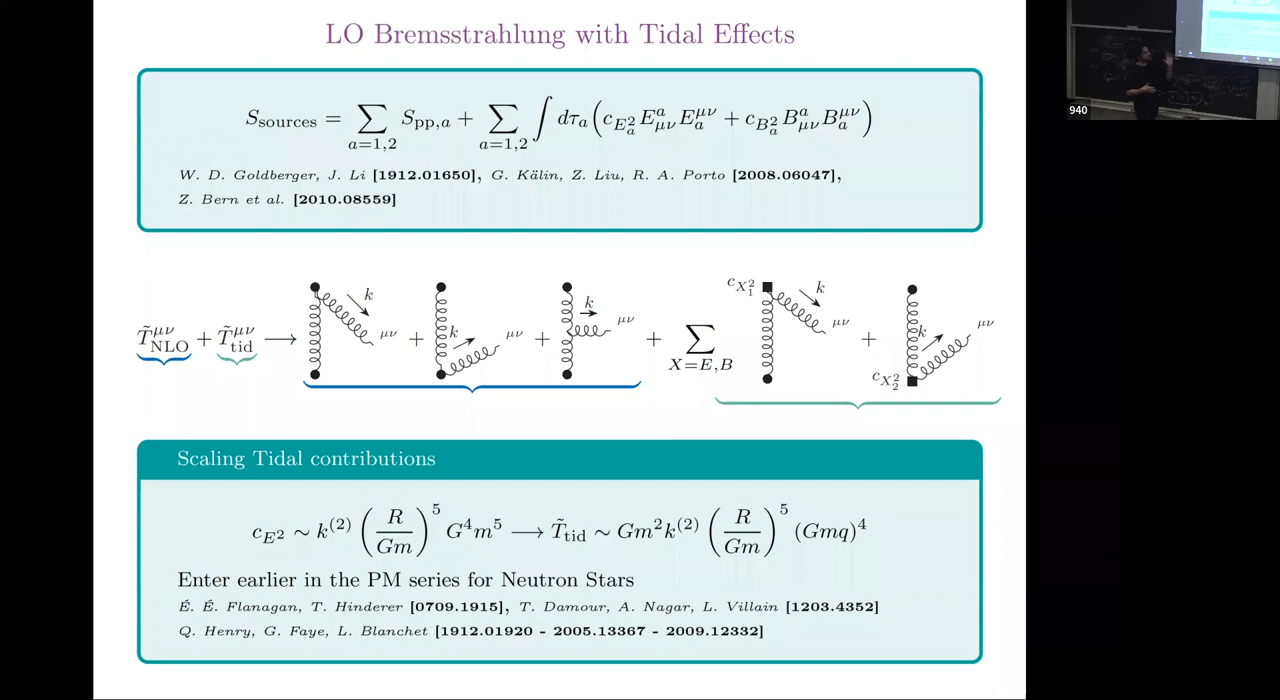 LO Bremsstrahlung with Tidal Effects
S_sources = ∑_{a=1,2} S_{pp,a} + ∑_{a=1,2} ∫ dτ_a ( c_{E_a^2} E^a_{μν} E_a^{μν} + c_{B_a^2} B^a_{μν} B_a^{μν} )
W. D. Goldberger, J. Li [1912.01650], G. Kälin, Z. Liu, R. A. Porto [2008.06047],
Z. Bern et al. [2010.08559]
T̃^{μν}_{NLO} + T̃^{μν}_{tid} ⟶ k μν + k μν + k μν + ∑_{X=E,B} c_{X_1^2} k μν + c_{X_2^2} k μν
Scaling Tidal contributions
c_{E^2} ∼ k^{(2)} (R/Gm)^5 G^4 m^5 ⟶ T̃_{tid} ∼ Gm^2 k^{(2)} (R/Gm)^5 (Gmq)^4
Enter earlier in the PM series for Neutron Stars
É. É. Flanagan, T. Hinderer [0709.1915], T. Damour, A. Nagar, L. Villain [1203.4352]
Q. Henry, G. Faye, L. Blanchet [1912.01920 - 2005.13367 - 2009.12332]
940